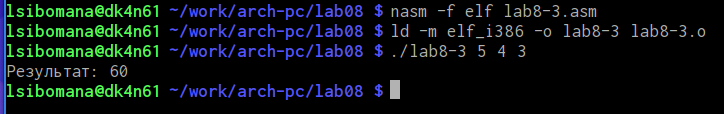 lsibomana@dk4n61 ~/work/arch-pc/lab08 $ nasm -f elf lab8-3.asm
lsibomana@dk4n61 ~/work/arch-pc/lab08 $ ld -m elf_i386 -o lab8-3 lab8-3.o
lsibomana@dk4n61 ~/work/arch-pc/lab08 $ ./lab8-3 5 4 3
Результат: 60
lsibomana@dk4n61 ~/work/arch-pc/lab08 $